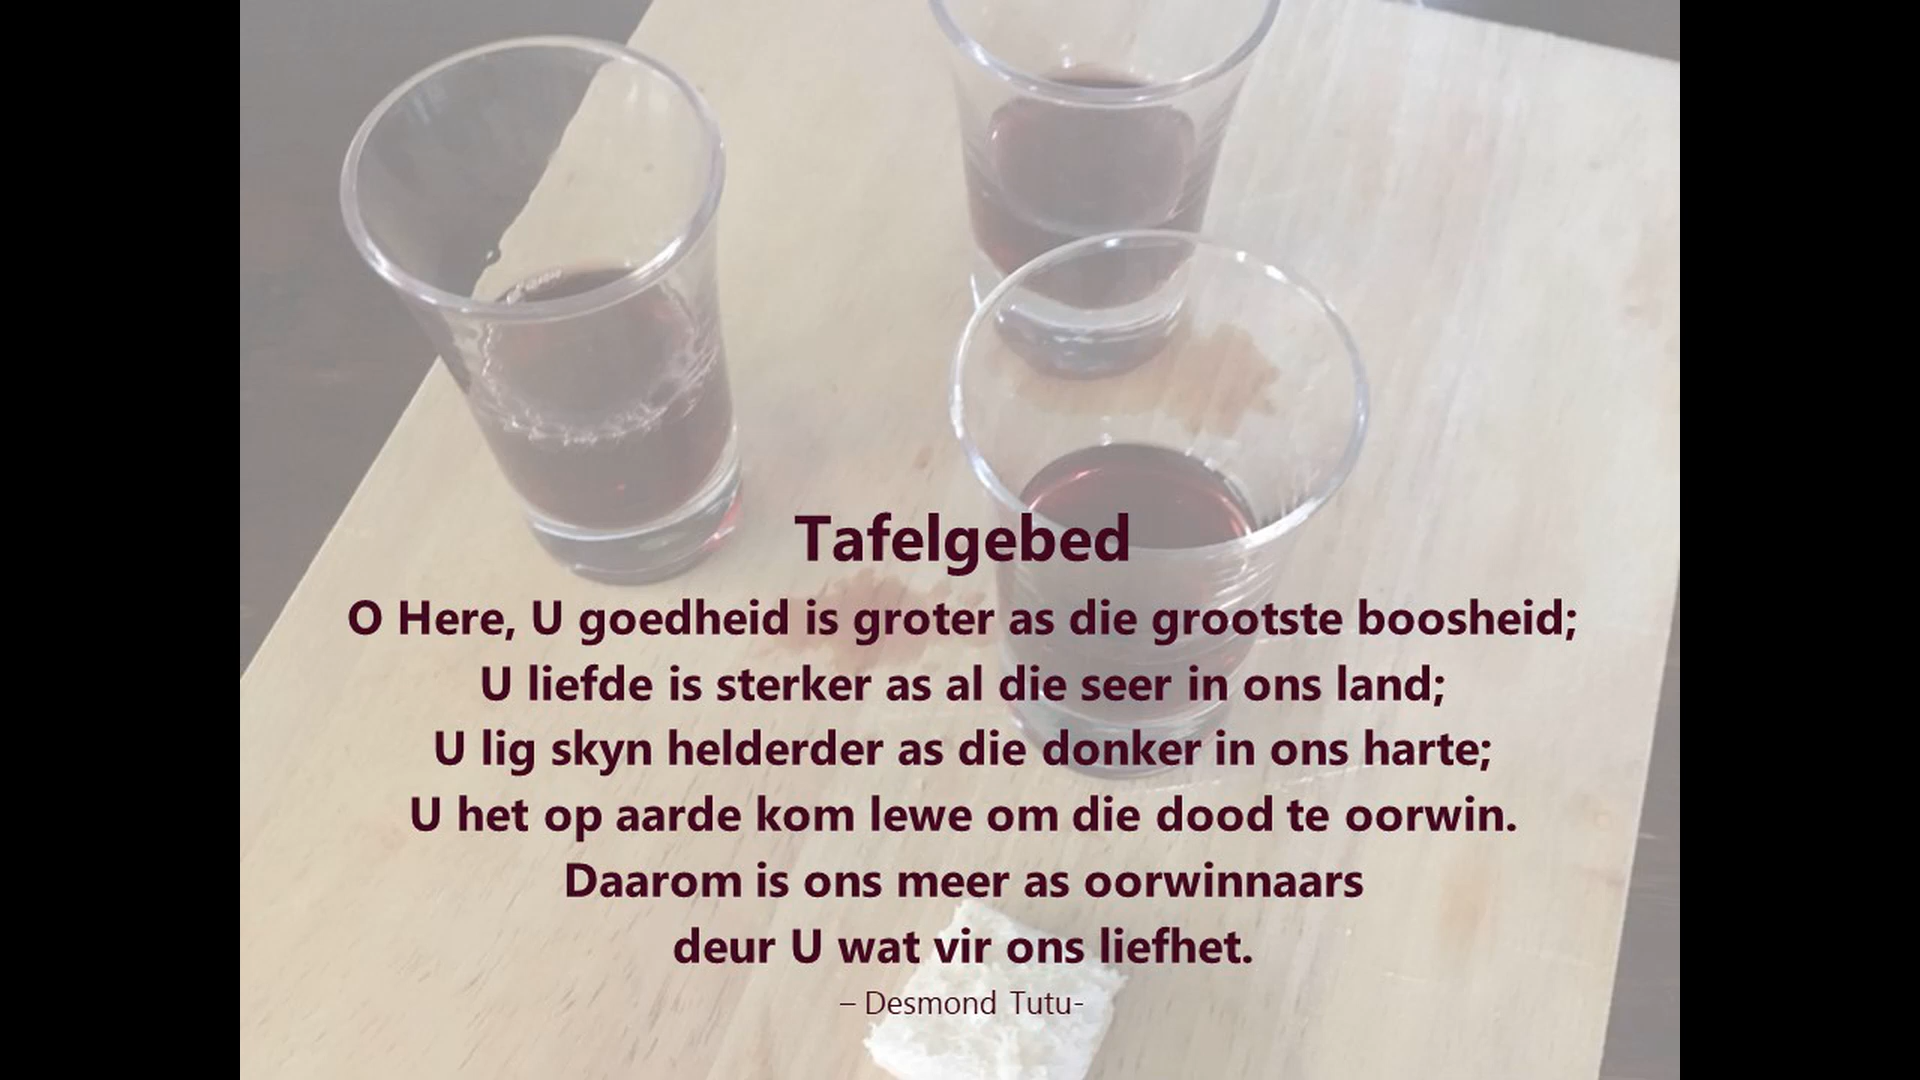 Tafelgebed
O Here, U goedheid is groter as die grootste boosheid;
U liefde is sterker as al die seer in ons land;
U lig skyn helderder as die donker in ons harte;
U het op aarde kom lewe om die dood te oorwin.
Daarom is ons meer as oorwinnaars
deur U wat vir ons liefhet.
– Desmond Tutu-